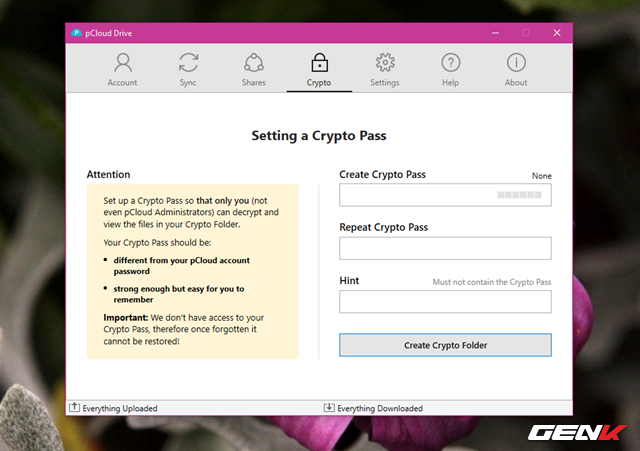 pCloud Drive
Account Sync Shares Crypto Settings Help About
Setting a Crypto Pass
Attention
Set up a Crypto Pass so that only you (not
even pCloud Administrators) can decrypt and
view the files in your Crypto Folder.
Your Crypto Pass should be:
• different from your pCloud account
password
• strong enough but easy for you to
remember
Important: We don't have access to your
Crypto Pass, therefore once forgotten it
cannot be restored!
Create Crypto Pass None
Repeat Crypto Pass
Hint Must not contain the Crypto Pass
Create Crypto Folder
Everything Uploaded Everything Downloaded
GENK